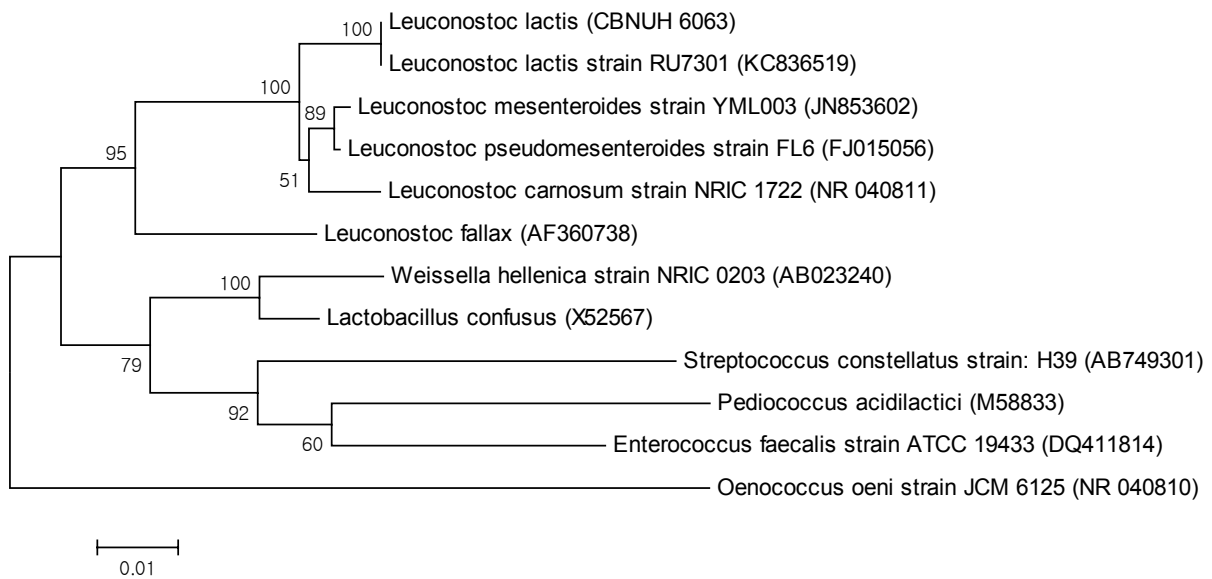 Leuconostoc lactis (CBNUH 6063)
100
Leuconostoc lactis strain RU7301 (KC836519)
100
Leuconostoc mesenteroides strain YML003 (JN853602)
89
Leuconostoc pseudomesenteroides strain FL6 (FJ015056)
95
51
Leuconostoc carnosum strain NRIC 1722 (NR 040811)
Leuconostoc fallax (AF360738)
Weissella hellenica strain NRIC 0203 (AB023240)
100
Lactobacillus confusus (X52567)
79
Streptococcus constellatus strain: H39 (AB749301)
92
Pediococcus acidilactici (M58833)
60
Enterococcus faecalis strain ATCC 19433 (DQ411814)
Oenococcus oeni strain JCM 6125 (NR 040810)
0.01